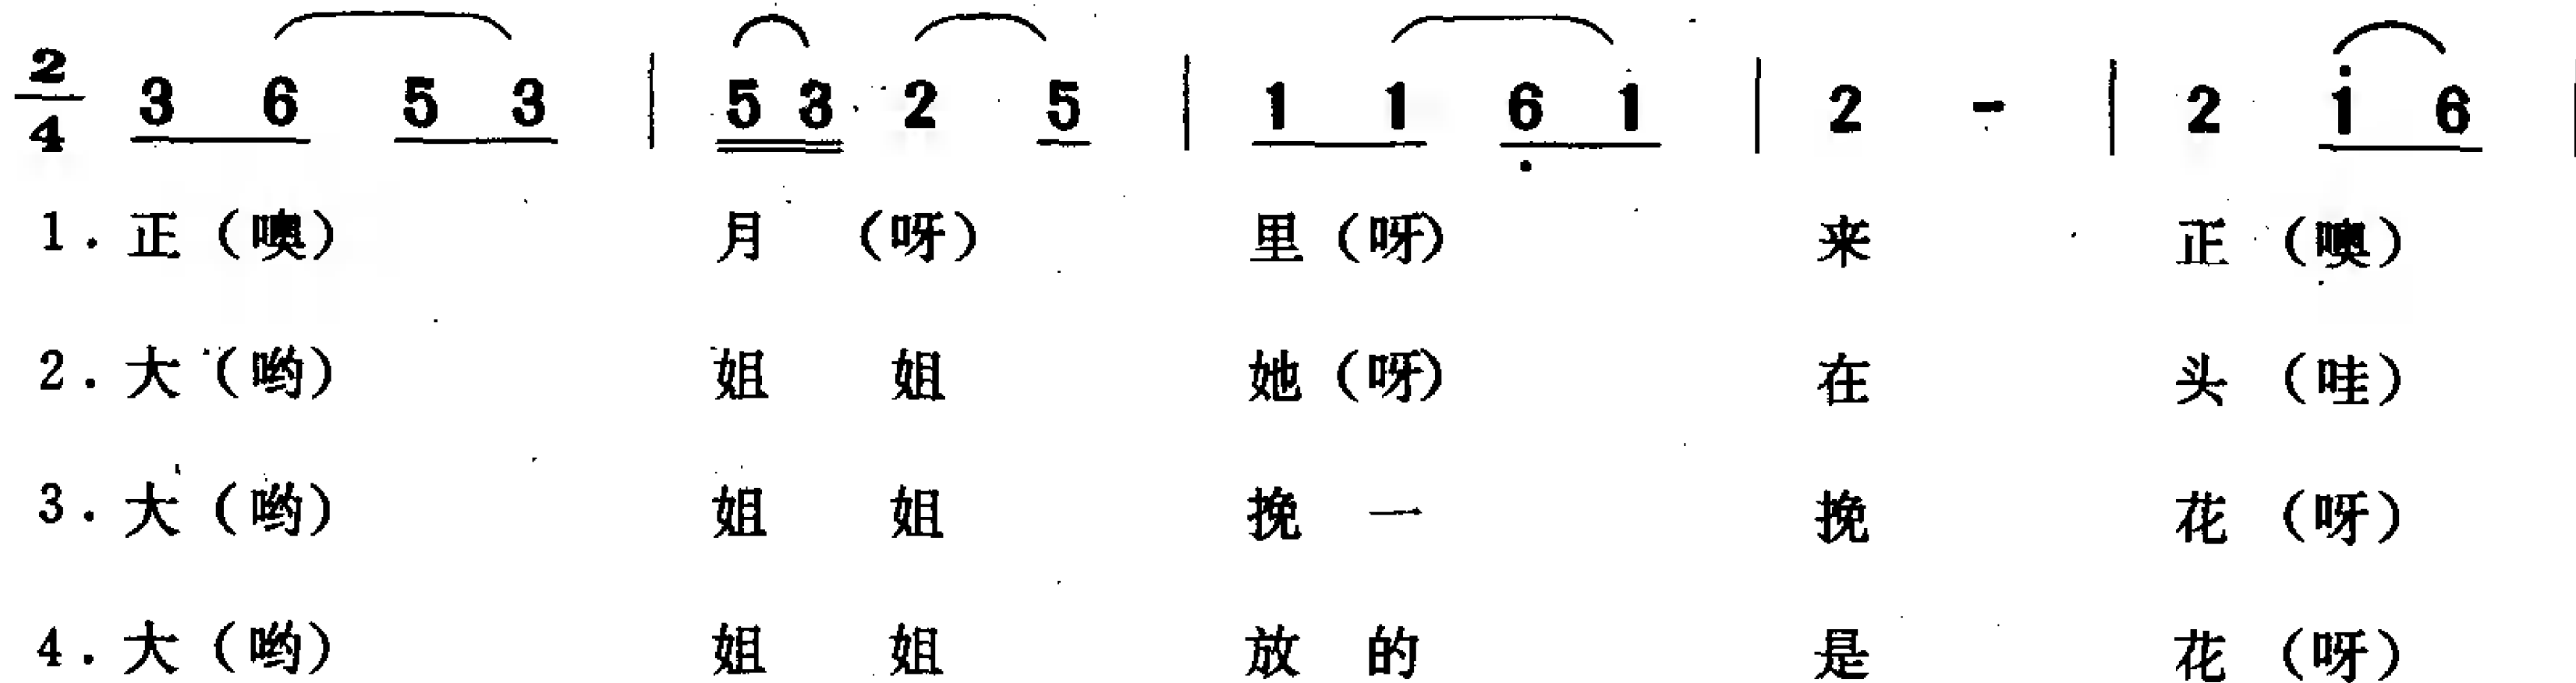 2/4 3 6 5 3 | 5 3 2 5 | 1 1 6̣ 1 | 2 - | 2 i 6 |
1. 正（噢） 月 （呀） 里（呀） 来 正（噢）
2. 大（哟） 姐 姐 她（呀） 在 头（哇）
3. 大（哟） 姐 姐 挽 一 挽 花（呀）
4. 大（哟） 姐 姐 放 的 是 花（呀）